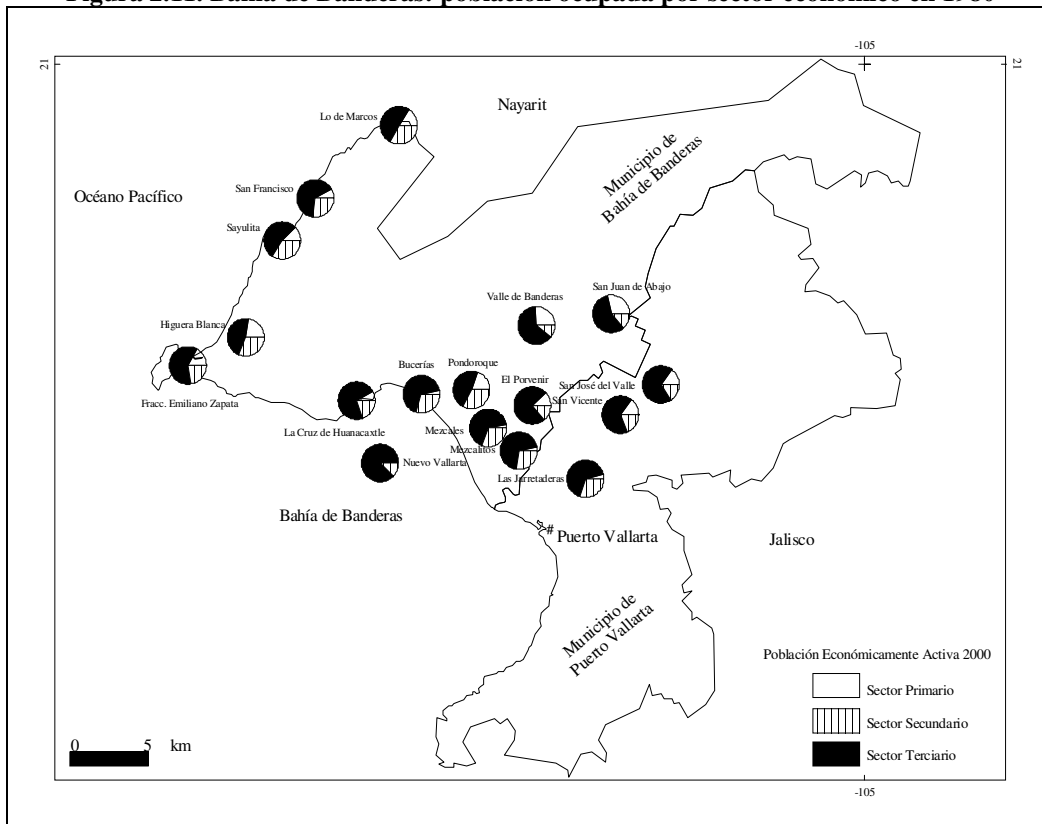 Figura 2.11. Bahía de Banderas: población ocupada por sector económico en 1980
-105
21
21
Nayarit
Lo de Marcos
Municipio de
Bahía de Banderas
San Francisco
Océano Pacífico
Sayulita
San Juan de Abajo
Valle de Banderas
Higuera Blanca
Bucerías
Pondoroque
El Porvenir
San José del Valle
San Vicente
Fracc. Emiliano Zapata
La Cruz de Huanacaxtle
Mezcales
Mezcalitos
Nuevo Vallarta
Las Jarretaderas
Bahía de Banderas
# Puerto Vallarta
Jalisco
Municipio de
Puerto Vallarta
Población Económicamente Activa 2000
Sector Primario
Sector Secundario
Sector Terciario
0 5 km
-105